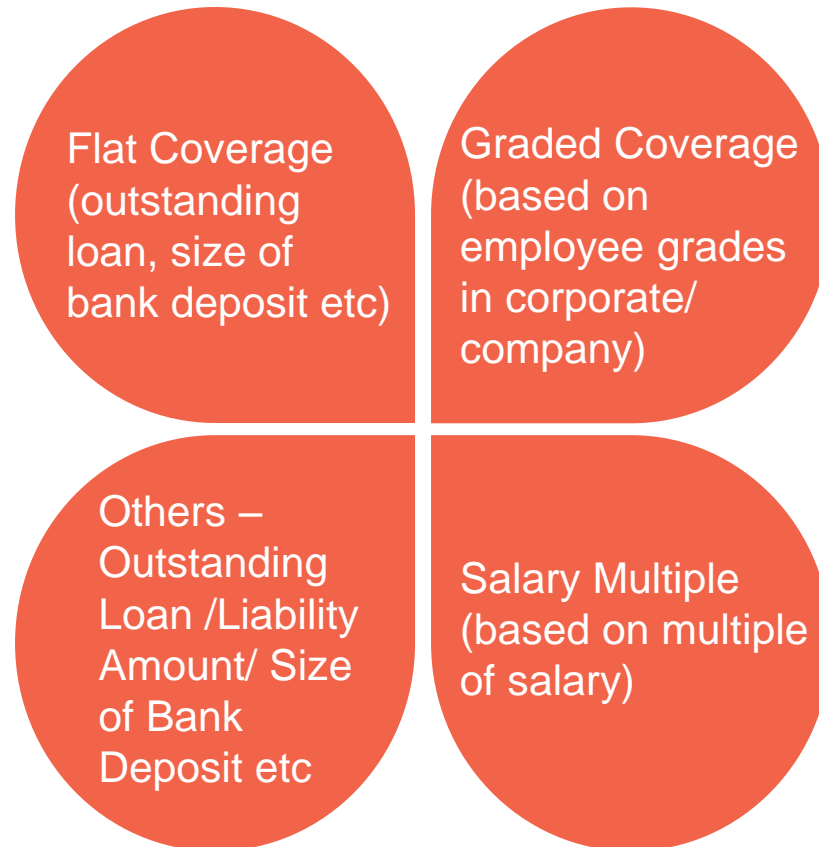 Flat Coverage
(outstanding
loan, size of
bank deposit etc)
Graded Coverage
(based on
employee grades
in corporate/
company)
Others –
Outstanding
Loan /Liability
Amount/ Size
of Bank
Deposit etc
Salary Multiple
(based on multiple
of salary)